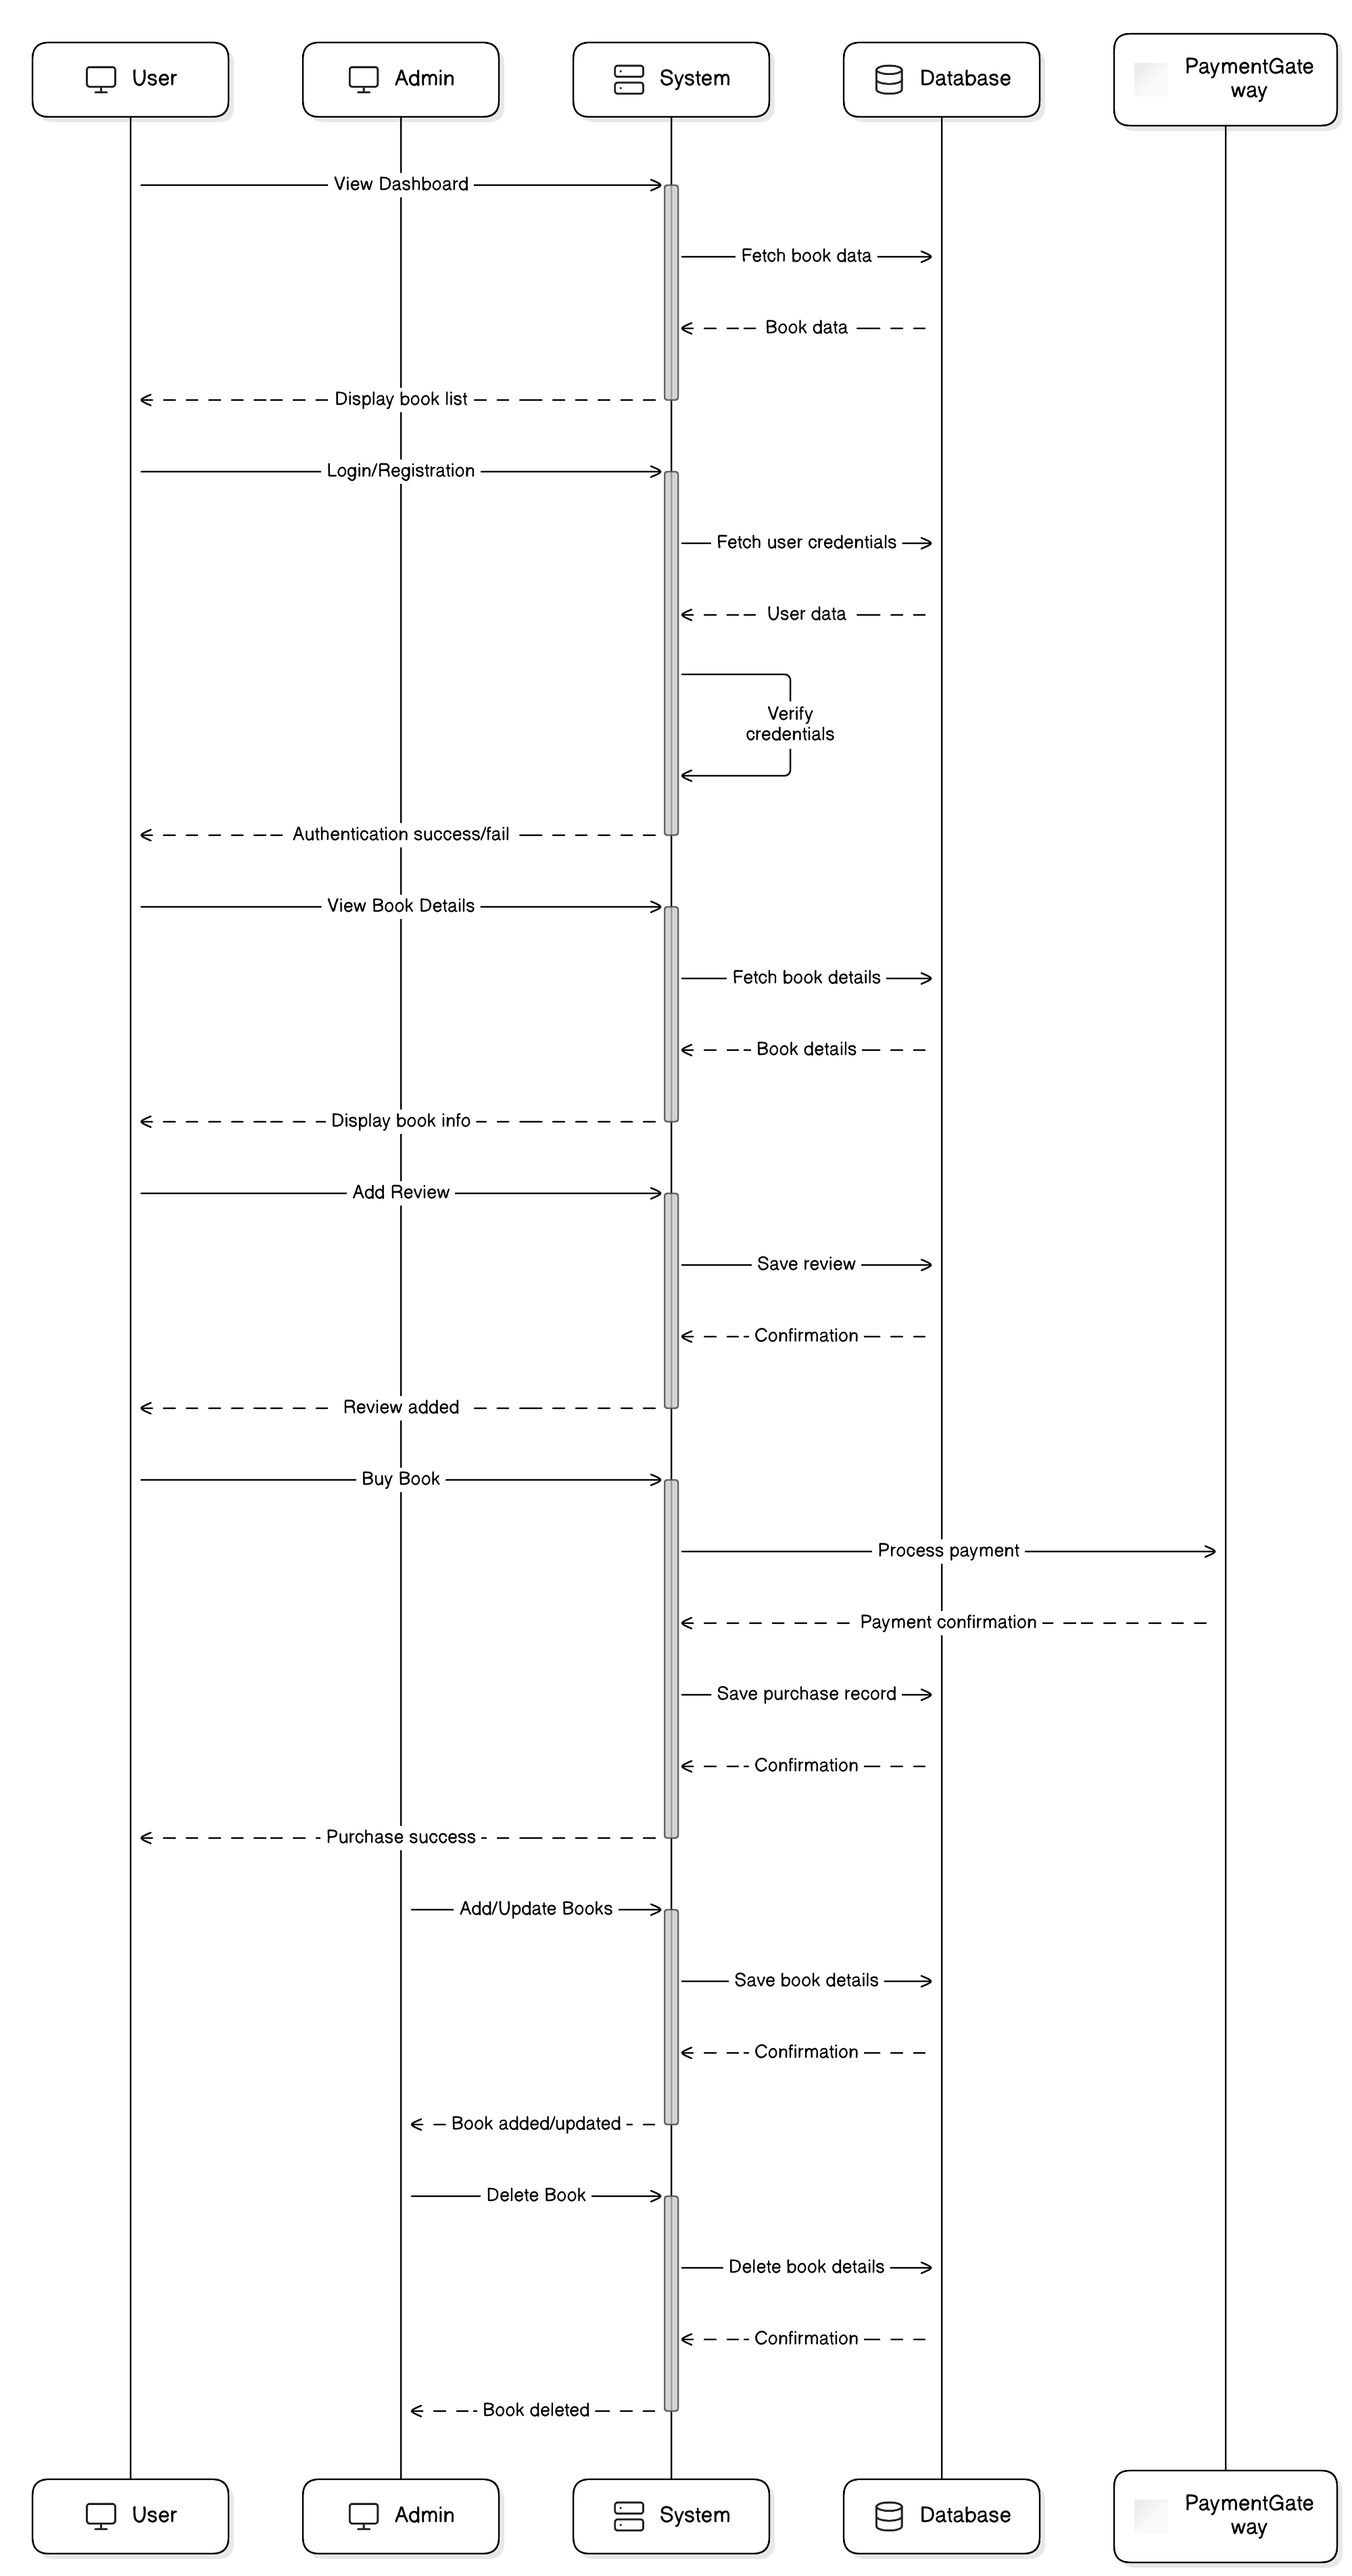 User
Admin
System
Database
PaymentGate
way
View Dashboard
Fetch book data
Book data
Display book list
Login/Registration
Fetch user credentials
User data
Verify
credentials
Authentication success/fail
View Book Details
Fetch book details
Book details
Display book info
Add Review
Save review
Confirmation
Review added
Buy Book
Process payment
Payment confirmation
Save purchase record
Confirmation
Purchase success
Add/Update Books
Save book details
Confirmation
Book added/updated
Delete Book
Delete book details
Confirmation
Book deleted
User
Admin
System
Database
PaymentGate
way